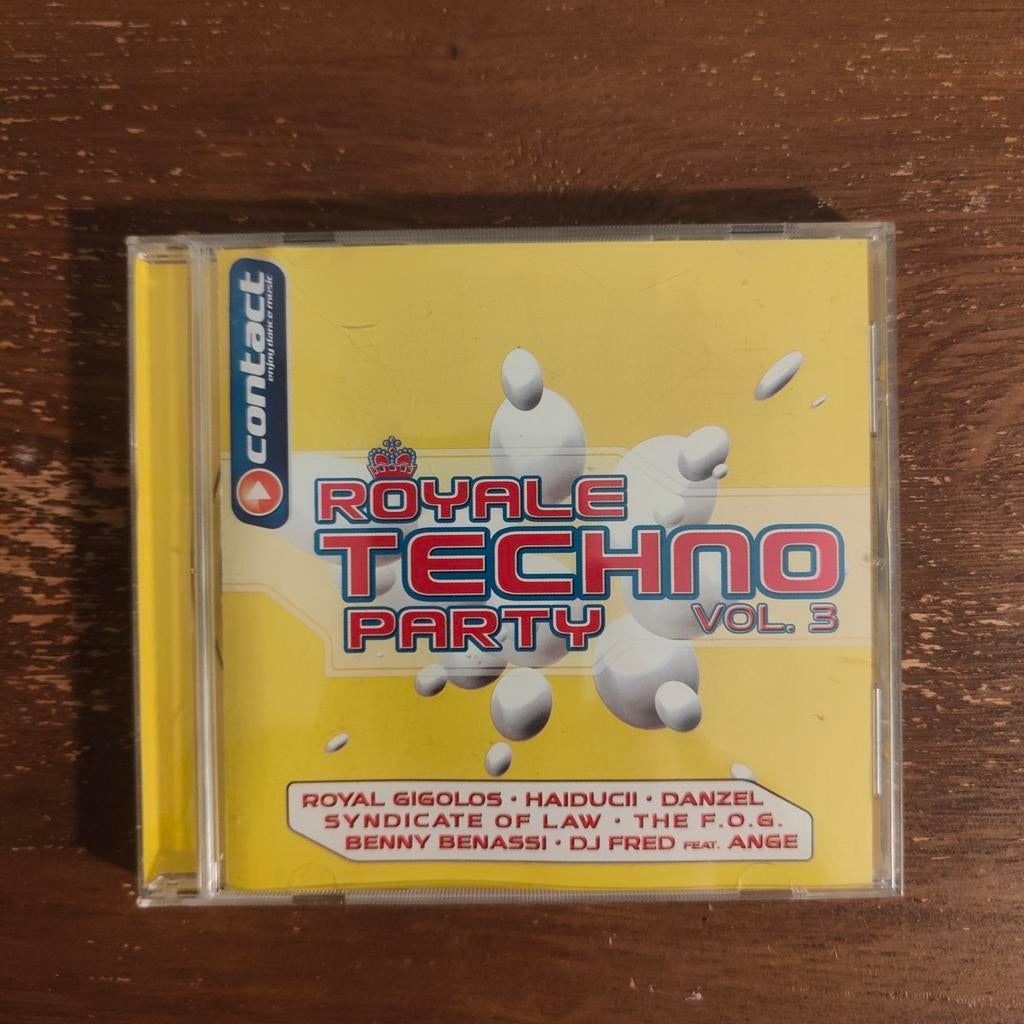 contact
enjoy dance music
ROYALE
TECHNO
PARTY VOL. 3
ROYAL GIGOLOS · HAIDUCII · DANZEL
SYNDICATE OF LAW · THE F.O.G.
BENNY BENASSI · DJ FRED FEAT. ANGE